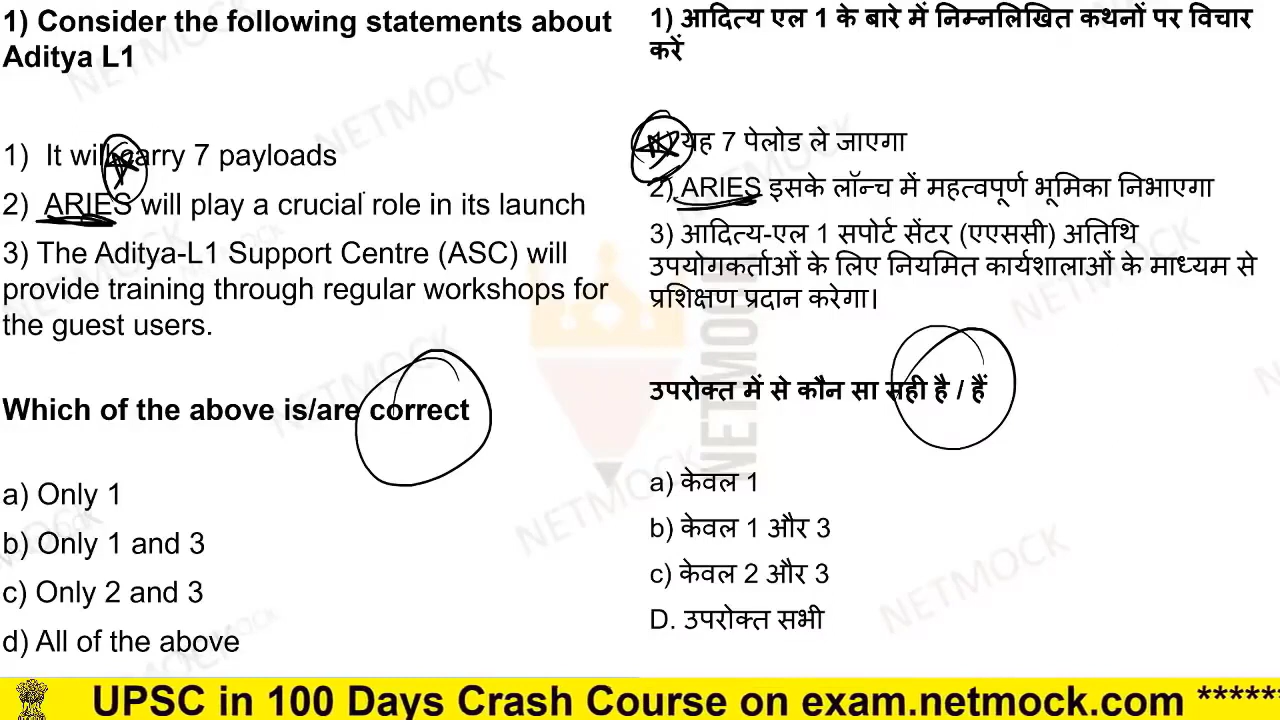 1) Consider the following statements about
Aditya L1
1) It will carry 7 payloads
2) ARIES will play a crucial role in its launch
3) The Aditya-L1 Support Centre (ASC) will
provide training through regular workshops for
the guest users.
Which of the above is/are correct
a) Only 1
b) Only 1 and 3
c) Only 2 and 3
d) All of the above
1) आदित्य एल 1 के बारे में निम्नलिखित कथनों पर विचार
करें
1) यह 7 पेलोड ले जाएगा
2) ARIES इसके लॉन्च में महत्वपूर्ण भूमिका निभाएगा
3) आदित्य-एल 1 सपोर्ट सेंटर (एएससी) अतिथि
उपयोगकर्ताओं के लिए नियमित कार्यशालाओं के माध्यम से
प्रशिक्षण प्रदान करेगा।
उपरोक्त में से कौन सा सही है / हैं
a) केवल 1
b) केवल 1 और 3
c) केवल 2 और 3
D. उपरोक्त सभी
NETMOCK
NETMOCK
NETMOCK
NETMOCK
NETMOCK
NETMOCK
UPSC in 100 Days Crash Course on exam.netmock.com ******